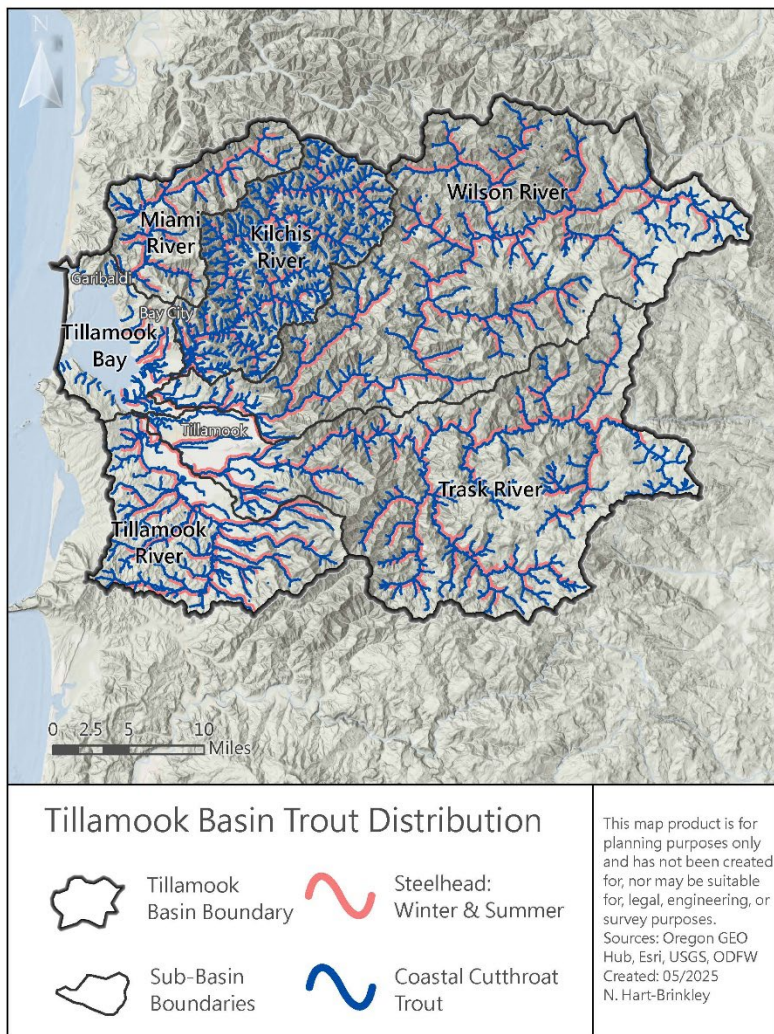 Wilson River
Miami
River
Kilchis
River
Garibaldi
Bay City
Tillamook
Bay
Tillamook
Trask River
Tillamook
River
0 2.5 5 10
Miles
Tillamook Basin Trout Distribution
Tillamook
Basin Boundary
Steelhead:
Winter & Summer
Sub-Basin
Boundaries
Coastal Cutthroat
Trout
This map product is for
planning purposes only
and has not been created
for, nor may be suitable
for, legal, engineering, or
survey purposes.
Sources: Oregon GEO
Hub, Esri, USGS, ODFW
Created: 05/2025
N. Hart-Brinkley